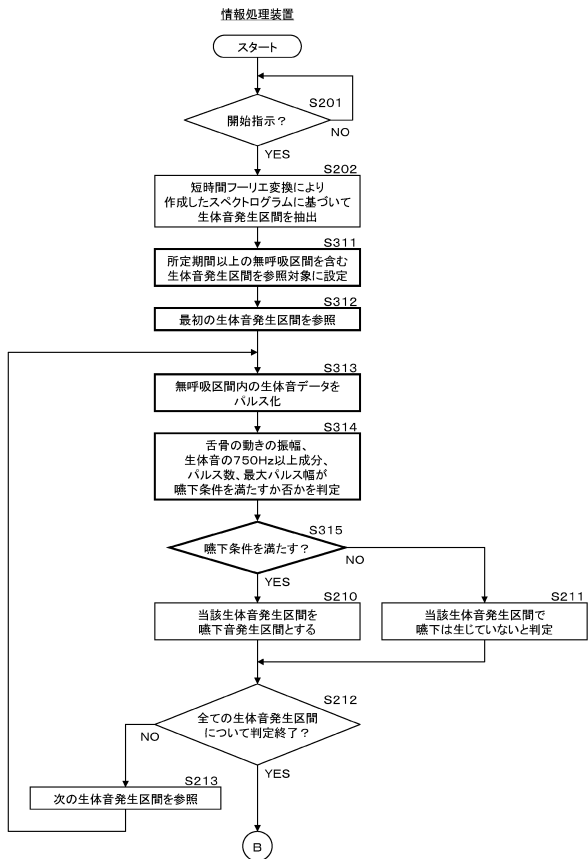 情報処理装置
スタート
S201
開始指示？
NO
YES
S202
短時間フーリエ変換により
作成したスペクトログラムに基づいて
生体音発生区間を抽出
S311
所定期間以上の無呼吸区間を含む
生体音発生区間を参照対象に設定
S312
最初の生体音発生区間を参照
S313
無呼吸区間内の生体音データを
パルス化
S314
舌骨の動きの振幅、
生体音の750Hz以上成分、
パルス数、最大パルス幅が
嚥下条件を満たすか否かを判定
S315
嚥下条件を満たす？
NO
YES
S210
当該生体音発生区間を
嚥下音発生区間とする
S211
当該生体音発生区間で
嚥下は生じていないと判定
S212
全ての生体音発生区間
について判定終了？
NO
YES
S213
次の生体音発生区間を参照
B